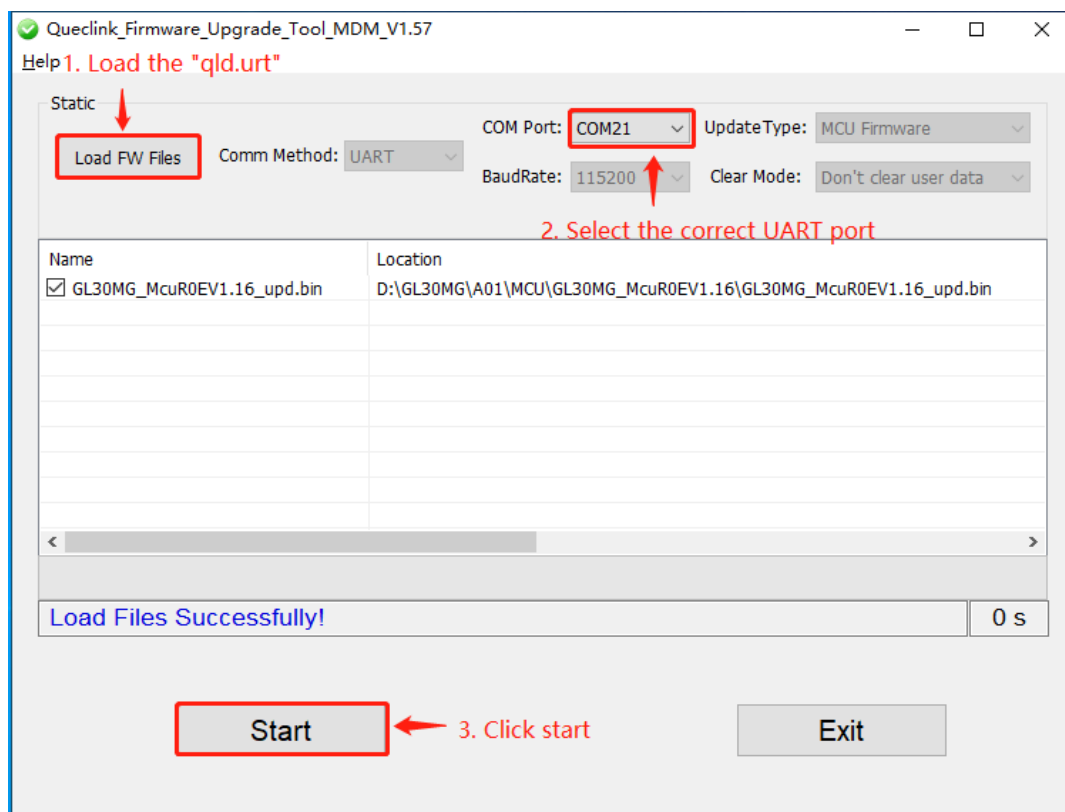 Queclink_Firmware_Upgrade_Tool_MDM_V1.57
Help 1. Load the "qld.urt"
Static
COM Port: COM21 UpdateType: MCU Firmware
Load FW Files Comm Method: UART
BaudRate: 115200 Clear Mode: Don't clear user data
2. Select the correct UART port
Name Location
GL30MG_McuR0EV1.16_upd.bin D:\GL30MG\A01\MCU\GL30MG_McuR0EV1.16\GL30MG_McuR0EV1.16_upd.bin
Load Files Successfully! 0 s
Start 3. Click start Exit